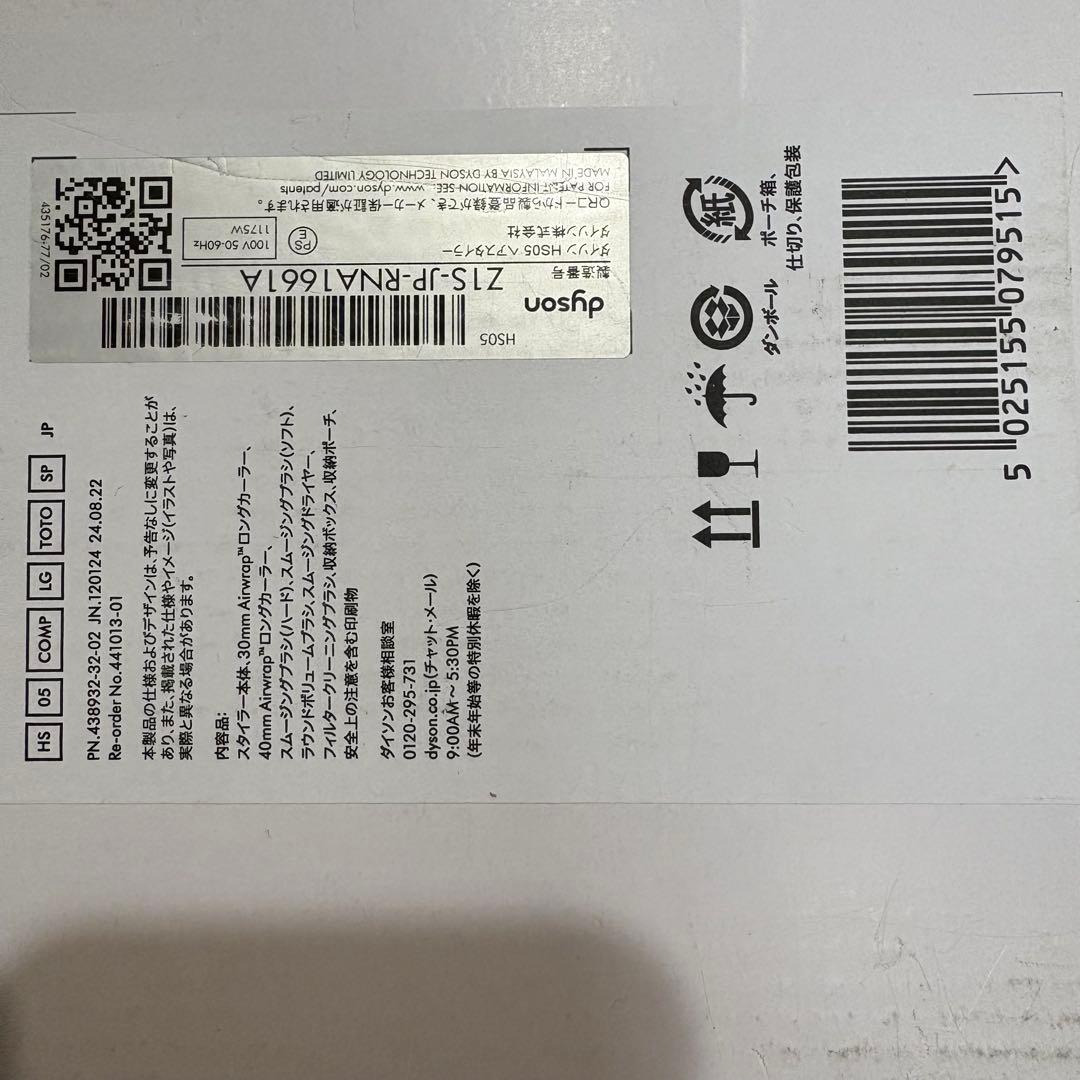 HS 05 COMP LG TOTO SP JP
PN.438932-32-02 JN.120124 24.08.22
Re-order No.441013-01
本製品の仕様およびデザインは、予告なしに変更することが
あり、また、掲載された仕様やイメージ(イラストや写真)は、
実際と異なる場合があります。
内容品:
スタイラー本体、30mm Airwrap™ロングカーラー、
40mm Airwrap™ロングカーラー、
スムージングブラシ(ハード)、スムージングブラシ(ソフト)、
ラウンドボリュームブラシ、スムージングドライヤー、
フィルタークリーニングブラシ、収納ボックス、収納ポーチ、
安全上の注意を含む印刷物
ダイソンお客様相談室
0120-295-731
dyson.co.jp(チャット・メール)
9:00AM～ 5:30PM
(年末年始等の特別休暇を除く)
HS05
dyson
製造番号
Z1S-JP-RNA1661A
ダイソン HS05 ヘアスタイラー
ダイソン株式会社
100V 50-60Hz
1175W
PS
E
QRコードから製品登録ができ、メーカー保証が適用されます。
FOR PATENT INFORMATION SEE: www.dyson.com/patents
MADE IN MALAYSIA BY DYSON TECHNOLOGY LIMITED
435176-77/02
ダンボール
紙
ポーチ箱、
仕切り、保護包装
5 025155 079515 >